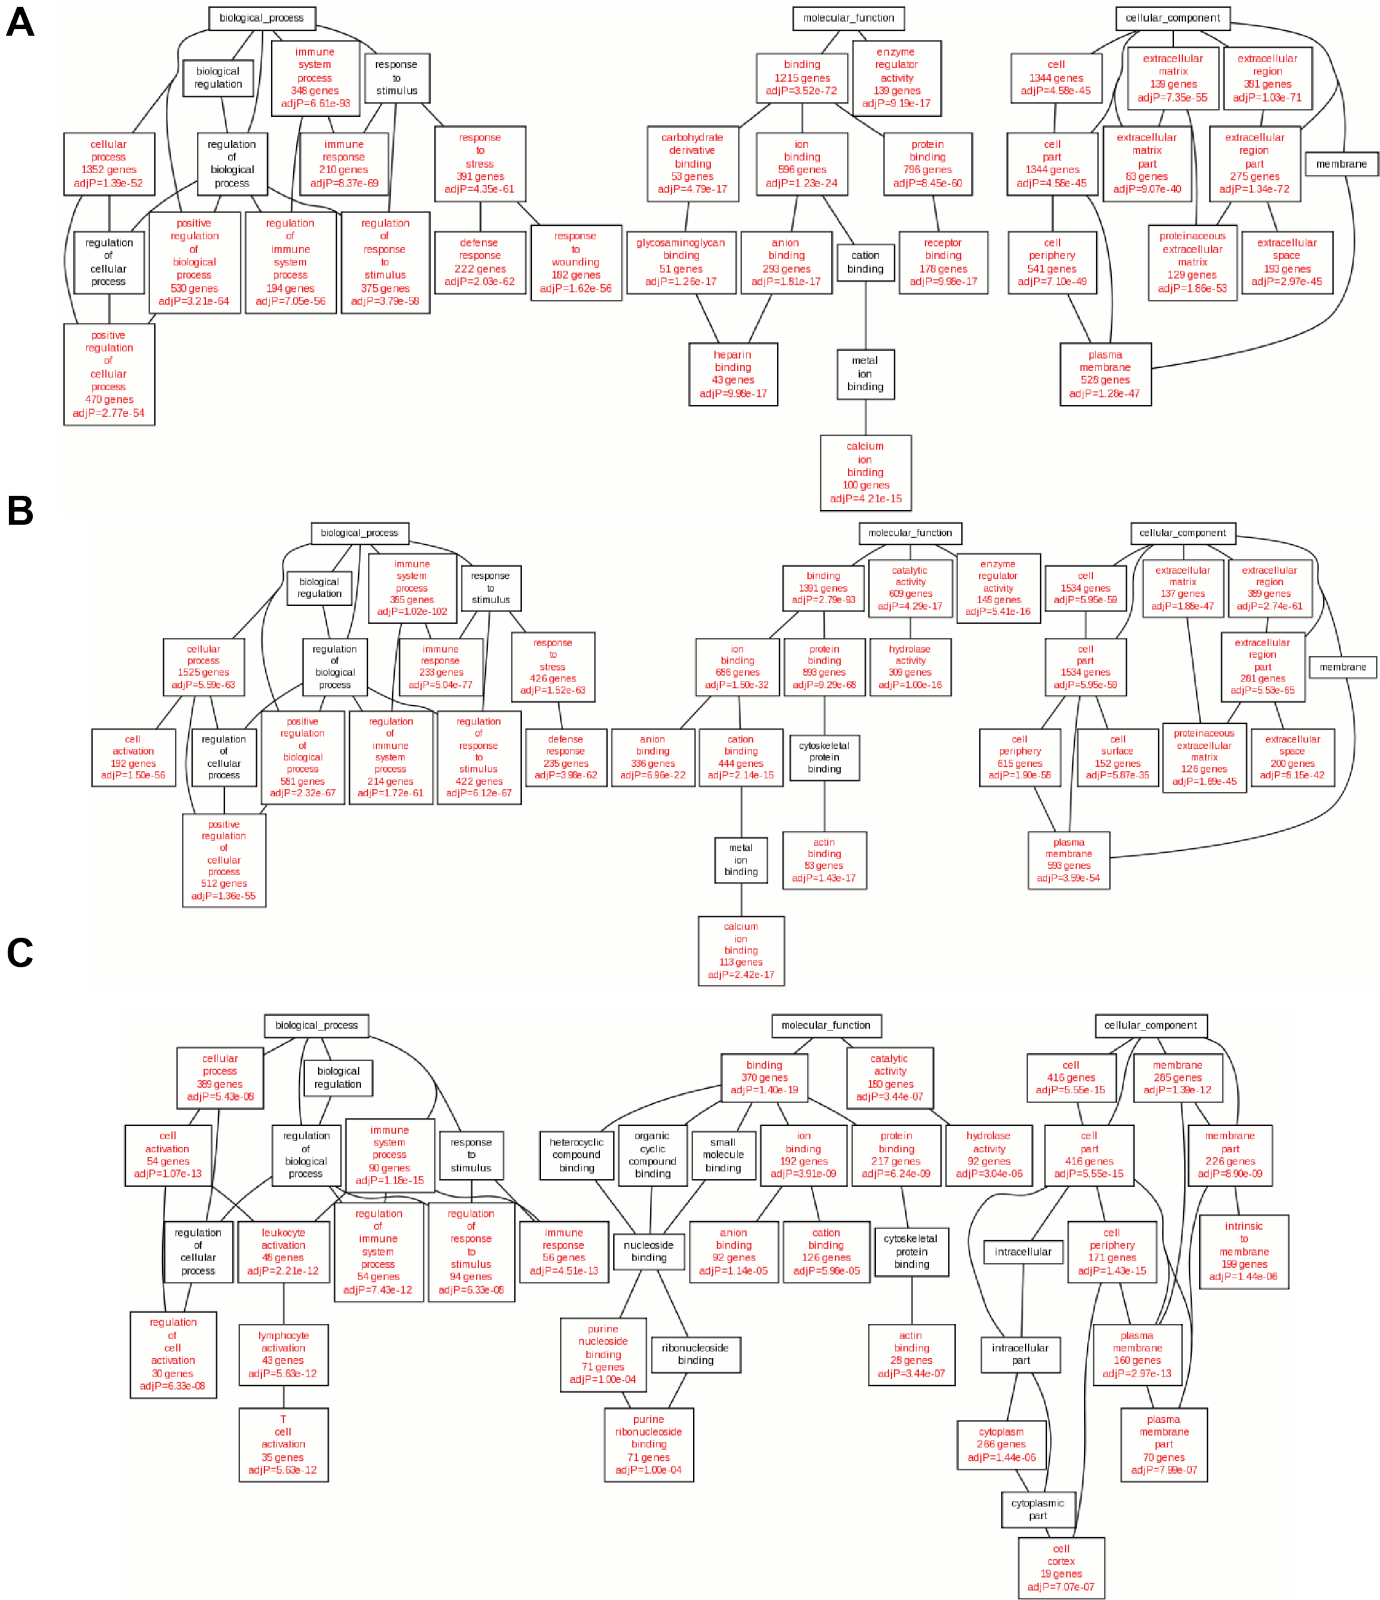 A
biological_process
molecular_function
cellular_component
biological
regulation
immune
system
process
348 genes
adjP=6.61e-93
response
to
stimulus
binding
1215 genes
adjP=3.52e-72
enzyme
regulator
activity
139 genes
adjP=9.19e-17
cell
1344 genes
adjP=4.58e-45
extracellular
matrix
139 genes
adjP=7.35e-55
extracellular
region
381 genes
adjP=1.03e-71
cellular
process
1352 genes
adjP=1.39e-52
regulation
of
biological
process
immune
response
210 genes
adjP=8.37e-69
response
to
stress
391 genes
adjP=4.35e-61
carbohydrate
derivative
binding
53 genes
adjP=4.79e-17
ion
binding
596 genes
adjP=1.23e-24
protein
binding
796 genes
adjP=8.45e-60
cell
part
1344 genes
adjP=4.58e-45
extracellular
matrix
part
83 genes
adjP=9.07e-40
extracellular
region
part
275 genes
adjP=1.34e-72
membrane
regulation
of
cellular
process
positive
regulation
of
biological
process
530 genes
adjP=3.21e-64
regulation
of
immune
system
process
194 genes
adjP=7.05e-56
regulation
of
response
to
stimulus
375 genes
adjP=3.79e-58
defense
response
222 genes
adjP=2.03e-62
response
to
wounding
182 genes
adjP=1.62e-56
glycosaminoglycan
binding
51 genes
adjP=1.26e-17
anion
binding
293 genes
adjP=1.81e-17
cation
binding
receptor
binding
178 genes
adjP=9.98e-17
cell
periphery
541 genes
adjP=7.10e-49
proteinaceous
extracellular
matrix
129 genes
adjP=1.86e-53
extracellular
space
193 genes
adjP=2.97e-45
positive
regulation
of
cellular
process
470 genes
adjP=2.77e-54
heparin
binding
43 genes
adjP=9.98e-17
metal
ion
binding
plasma
membrane
528 genes
adjP=1.28e-47
calcium
ion
binding
100 genes
adjP=4.21e-15
B
biological_process
molecular_function
cellular_component
biological
regulation
immune
system
process
385 genes
adjP=1.02e-102
response
to
stimulus
binding
1391 genes
adjP=2.79e-93
catalytic
activity
609 genes
adjP=4.29e-17
enzyme
regulator
activity
148 genes
adjP=5.41e-16
cell
1534 genes
adjP=5.95e-59
extracellular
matrix
137 genes
adjP=1.88e-47
extracellular
region
389 genes
adjP=2.74e-61
cellular
process
1525 genes
adjP=5.59e-63
regulation
of
biological
process
immune
response
233 genes
adjP=5.04e-77
response
to
stress
426 genes
adjP=1.52e-63
ion
binding
686 genes
adjP=1.50e-32
protein
binding
893 genes
adjP=9.29e-68
hydrolase
activity
309 genes
adjP=1.00e-16
cell
part
1534 genes
adjP=5.95e-59
extracellular
region
part
281 genes
adjP=5.53e-65
membrane
cell
activation
192 genes
adjP=1.50e-56
regulation
of cellular
process
positive
regulation
of
biological
process
581 genes
adjP=2.32e-67
regulation
of
immune
system
process
214 genes
adjP=1.72e-61
regulation
of
response
to
stimulus
422 genes
adjP=6.12e-67
defense
response
235 genes
adjP=3.98e-62
anion
binding
336 genes
adjP=6.96e-22
cation
binding
444 genes
adjP=2.14e-15
cytoskeletal
protein
binding
cell
periphery
615 genes
adjP=1.90e-58
cell
surface
152 genes
adjP=5.87e-35
proteinaceous
extracellular
matrix
126 genes
adjP=1.69e-45
extracellular
space
200 genes
adjP=8.15e-42
positive
regulation
of
cellular
process
512 genes
adjP=1.36e-55
metal
ion
binding
actin
binding
83 genes
adjP=1.43e-17
plasma
membrane
593 genes
adjP=3.59e-54
calcium
ion
binding
113 genes
adjP=2.42e-17
C
biological_process
molecular_function
cellular_component
cellular
process
389 genes
adjP=5.43e-08
biological
regulation
binding
370 genes
adjP=1.40e-19
catalytic
activity
180 genes
adjP=3.44e-07
cell
416 genes
adjP=5.55e-15
membrane
285 genes
adjP=1.39e-12
cell
activation
54 genes
adjP=1.07e-13
regulation
of
biological
process
immune
system
process
90 genes
adjP=1.18e-15
response
to
stimulus
heterocyclic
compound
binding
organic
cyclic
compound
binding
small
molecule
binding
ion
binding
192 genes
adjP=3.91e-09
protein
binding
217 genes
adjP=6.24e-09
hydrolase
activity
92 genes
adjP=3.04e-06
cell
part
416 genes
adjP=5.55e-15
membrane
part
226 genes
adjP=8.90e-09
regulation
of
cellular
process
leukocyte
activation
48 genes
adjP=2.21e-12
regulation
of
immune
system
process
54 genes
adjP=7.43e-12
regulation
of
response
to
stimulus
94 genes
adjP=6.33e-08
immune
response
56 genes
adjP=4.51e-13
nucleoside
binding
anion
binding
92 genes
adjP=1.14e-05
cation
binding
126 genes
adjP=5.98e-05
cytoskeletal
protein
binding
intracellular
cell
periphery
171 genes
adjP=1.43e-15
intrinsic
to
membrane
199 genes
adjP=1.44e-06
regulation
of
cell
activation
30 genes
adjP=6.33e-08
lymphocyte
activation
43 genes
adjP=5.63e-12
purine
nucleoside
binding
71 genes
adjP=1.00e-04
ribonucleoside
binding
actin
binding
28 genes
adjP=3.44e-07
intracellular
part
plasma
membrane
160 genes
adjP=2.97e-13
T
cell
activation
35 genes
adjP=5.63e-12
purine
ribonucleoside
binding
71 genes
adjP=1.00e-04
cytoplasm
266 genes
adjP=1.44e-06
plasma
membrane
part
70 genes
adjP=7.99e-07
cytoplasmic
part
cell
cortex
19 genes
adjP=7.07e-07